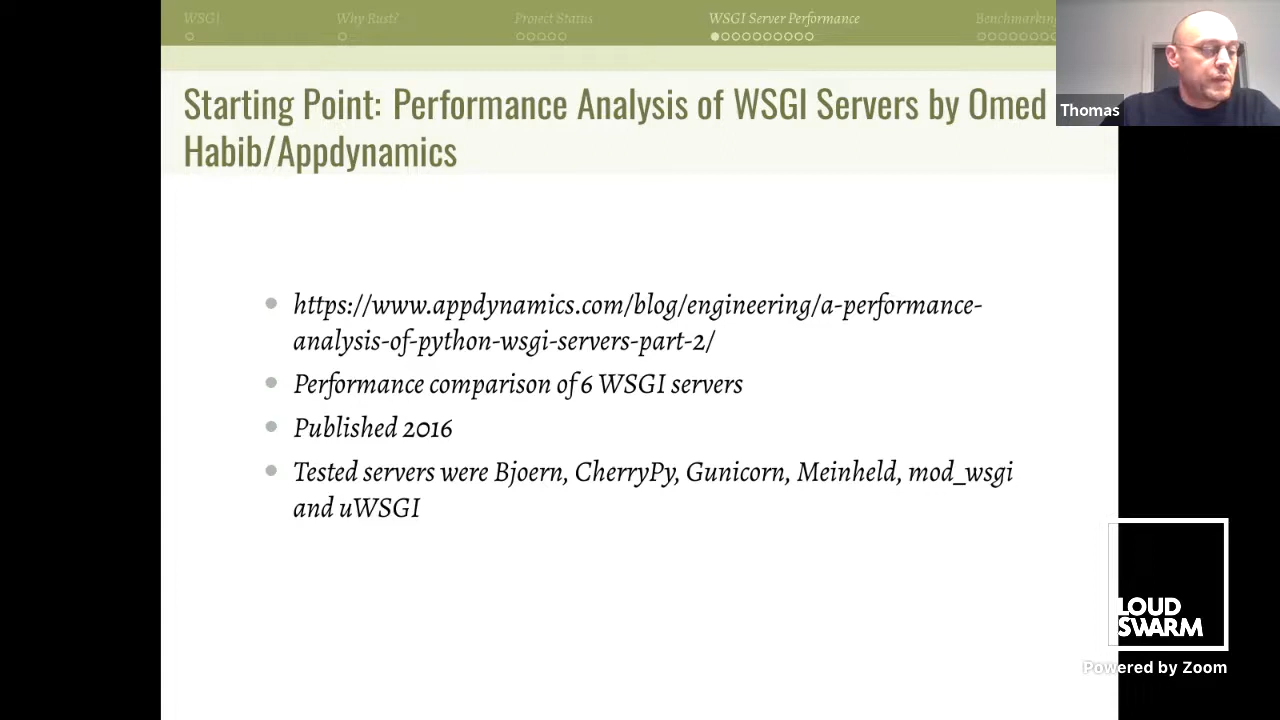 WSGI Why Rust? Project Status WSGI Server Performance Benchmarking
Thomas
Starting Point: Performance Analysis of WSGI Servers by Omed
Habib/Appdynamics
https://www.appdynamics.com/blog/engineering/a-performance-
analysis-of-python-wsgi-servers-part-2/
Performance comparison of 6 WSGI servers
Published 2016
Tested servers were Bjoern, CherryPy, Gunicorn, Meinheld, mod_wsgi
and uWSGI
LOUD
SWARM
Powered by Zoom